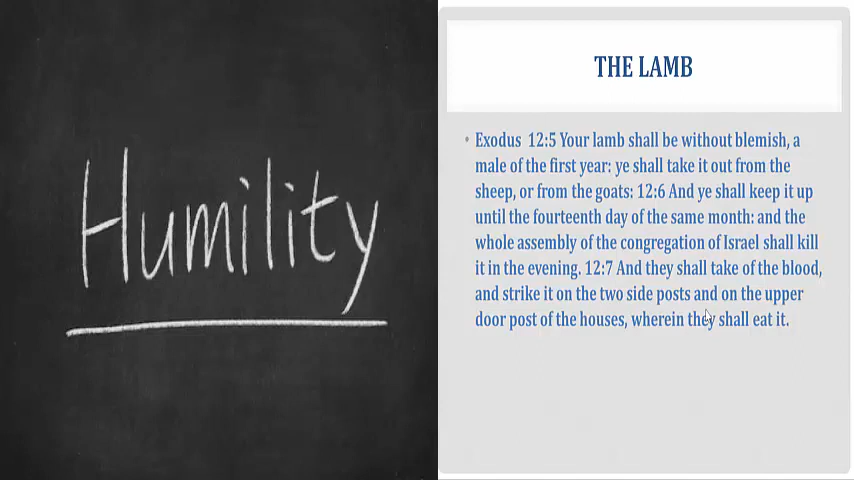 Humility
THE LAMB
• Exodus 12:5 Your lamb shall be without blemish, a
male of the first year: ye shall take it out from the
sheep, or from the goats: 12:6 And ye shall keep it up
until the fourteenth day of the same month: and the
whole assembly of the congregation of Israel shall kill
it in the evening. 12:7 And they shall take of the blood,
and strike it on the two side posts and on the upper
door post of the houses, wherein they shall eat it.